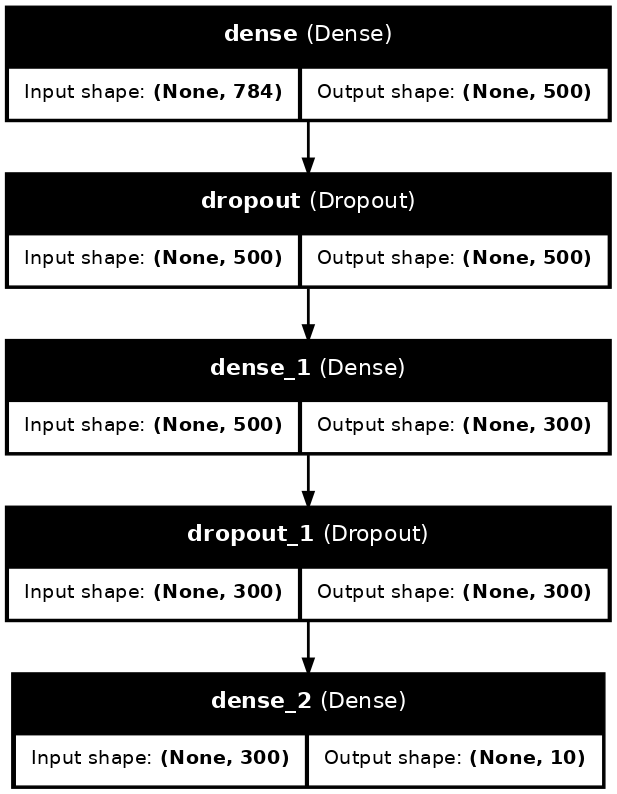 dense (Dense)
Input shape: (None, 784) Output shape: (None, 500)
dropout (Dropout)
Input shape: (None, 500) Output shape: (None, 500)
dense_1 (Dense)
Input shape: (None, 500) Output shape: (None, 300)
dropout_1 (Dropout)
Input shape: (None, 300) Output shape: (None, 300)
dense_2 (Dense)
Input shape: (None, 300) Output shape: (None, 10)